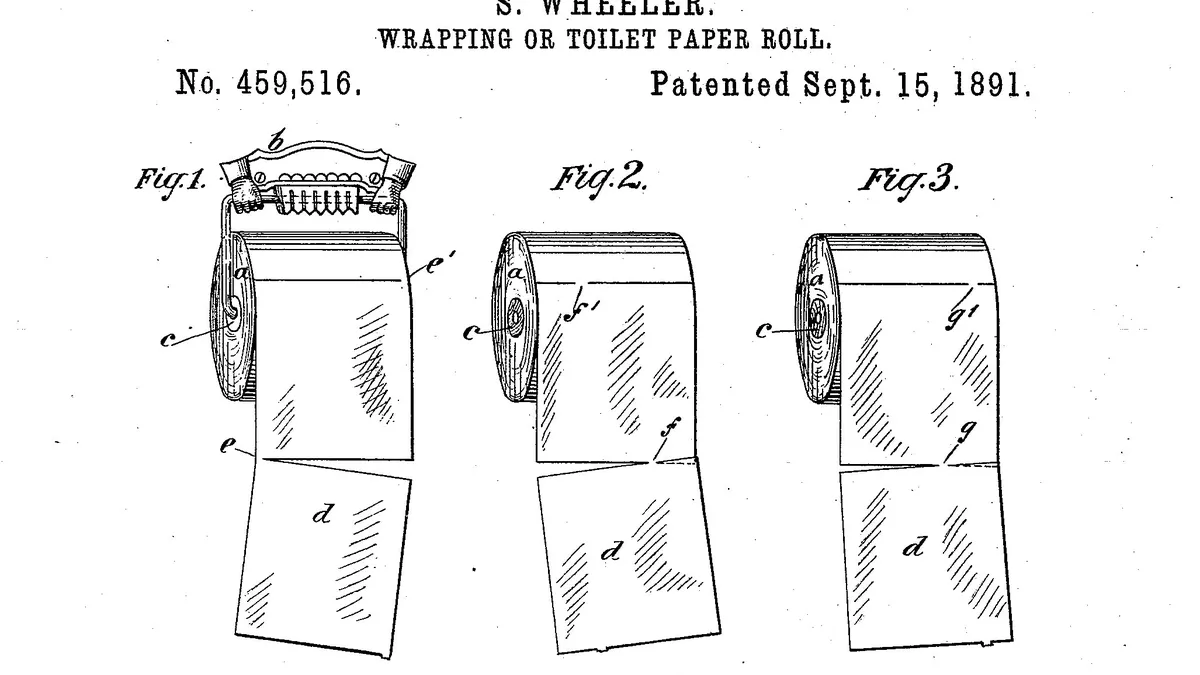 S. WHEELER.
WRAPPING OR TOILET PAPER ROLL.
No. 459,516. Patented Sept. 15, 1891.
Fig.1. b
Fig.2.
Fig.3.
a e'
c
e
d
a f'
c
f
d
a g'
c
g
d